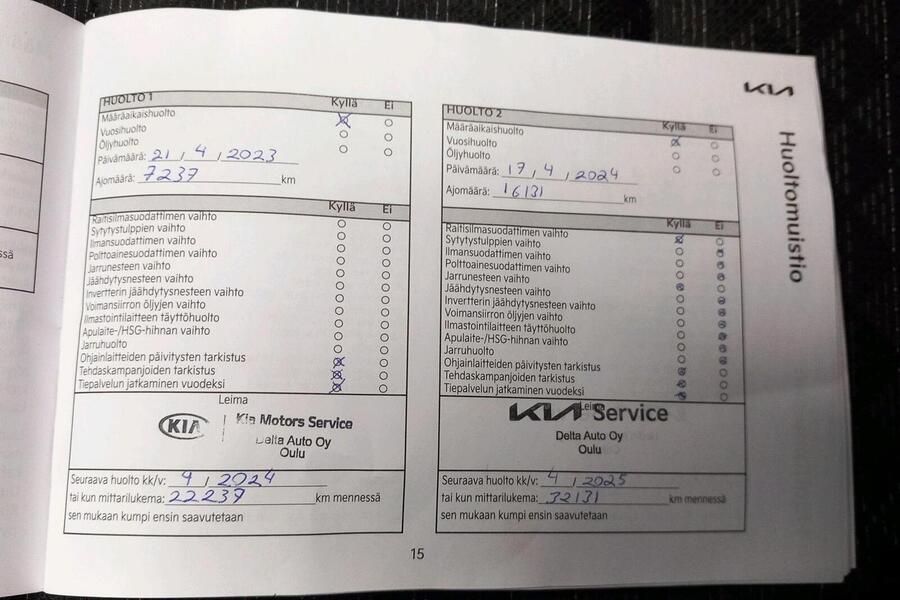 ssä
KIA
Huoltomuistio
HUOLTO 1 Kyllä Ei
Määräaikaishuolto
Vuosihuolto
Öljyhuolto
Päivämäärä: 21 / 4 / 2023
Ajomäärä: 7237 km
Kyllä Ei
Raitisilmasuodattimen vaihto
Sytytystulppien vaihto
Ilmansuodattimen vaihto
Polttoainesuodattimen vaihto
Jarrunesteen vaihto
Jäähdytysnesteen vaihto
Invertterin jäähdytysnesteen vaihto
Voimansiirron öljyjen vaihto
Ilmastointilaitteen täyttöhuolto
Apulaite-/HSG-hihnan vaihto
Jarruhuolto
Ohjainlaitteiden päivitysten tarkistus
Tehdaskampanjoiden tarkistus
Tiepalvelun jatkaminen vuodeksi
Leima
KIA Kia Motors Service
Delta Auto Oy
Oulu
Seuraava huolto kk/v: 4 / 2024
tai kun mittarilukema: 22237 km mennessä
sen mukaan kumpi ensin saavutetaan
HUOLTO 2 Kyllä Ei
Määräaikaishuolto
Vuosihuolto
Öljyhuolto
Päivämäärä: 17 / 4 / 2024
Ajomäärä: 16131 km
Kyllä Ei
Raitisilmasuodattimen vaihto
Sytytystulppien vaihto
Ilmansuodattimen vaihto
Polttoainesuodattimen vaihto
Jarrunesteen vaihto
Jäähdytysnesteen vaihto
Invertterin jäähdytysnesteen vaihto
Voimansiirron öljyjen vaihto
Ilmastointilaitteen täyttöhuolto
Apulaite-/HSG-hihnan vaihto
Jarruhuolto
Ohjainlaitteiden päivitysten tarkistus
Tehdaskampanjoiden tarkistus
Tiepalvelun jatkaminen vuodeksi
Leima
KIA Service
Delta Auto Oy
Oulu
Seuraava huolto kk/v: 4 / 2025
tai kun mittarilukema: 32131 km mennessä
sen mukaan kumpi ensin saavutetaan
15